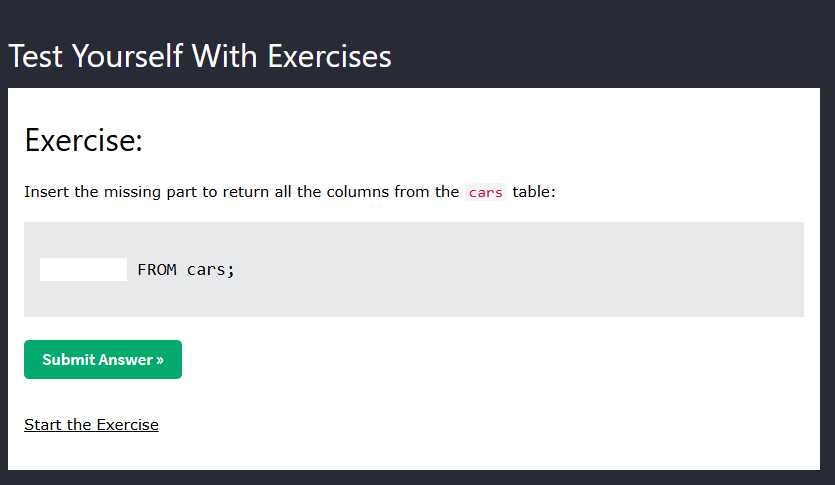 Test Yourself With Exercises
Exercise:
Insert the missing part to return all the columns from the cars table:
FROM cars;
Submit Answer »
Start the Exercise